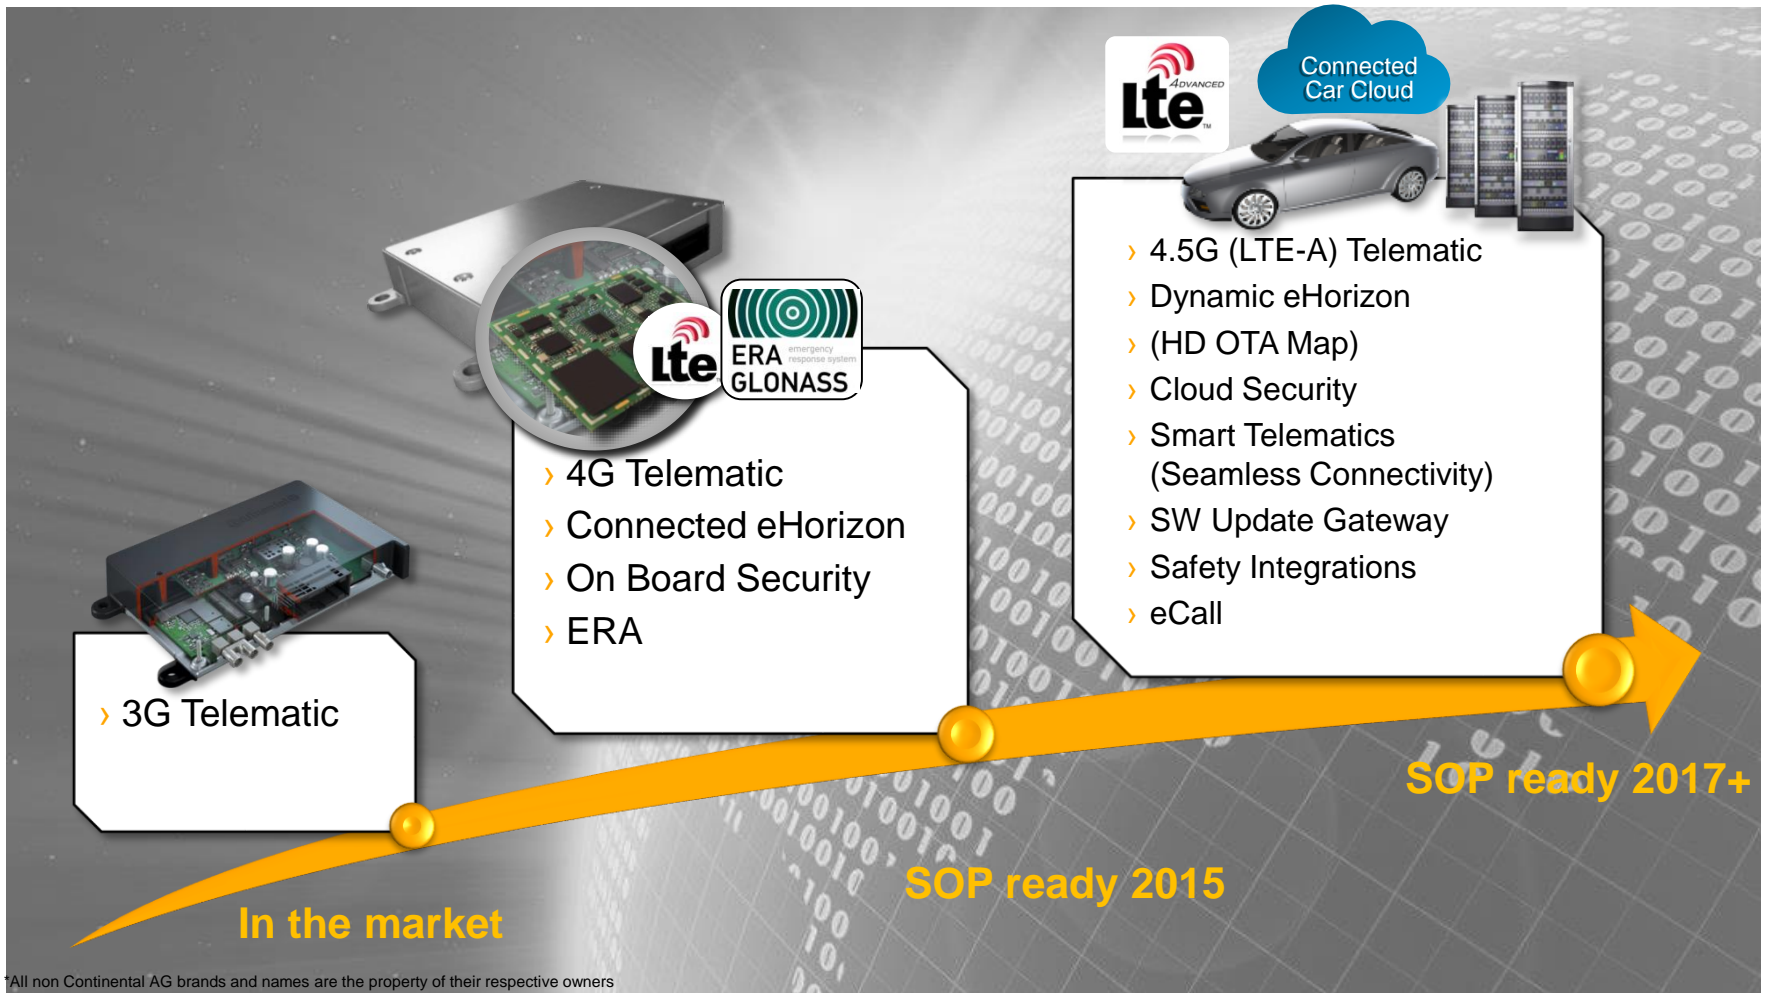 4DVANCED
Lte
TM
Connected
Car Cloud
› 4.5G (LTE-A) Telematic
› Dynamic eHorizon
› (HD OTA Map)
› Cloud Security
› Smart Telematics
(Seamless Connectivity)
› SW Update Gateway
› Safety Integrations
› eCall
Lte
ERA emergency
response system
GLONASS
› 4G Telematic
› Connected eHorizon
› On Board Security
› ERA
› 3G Telematic
In the market
SOP ready 2015
SOP ready 2017+
*All non Continental AG brands and names are the property of their respective owners